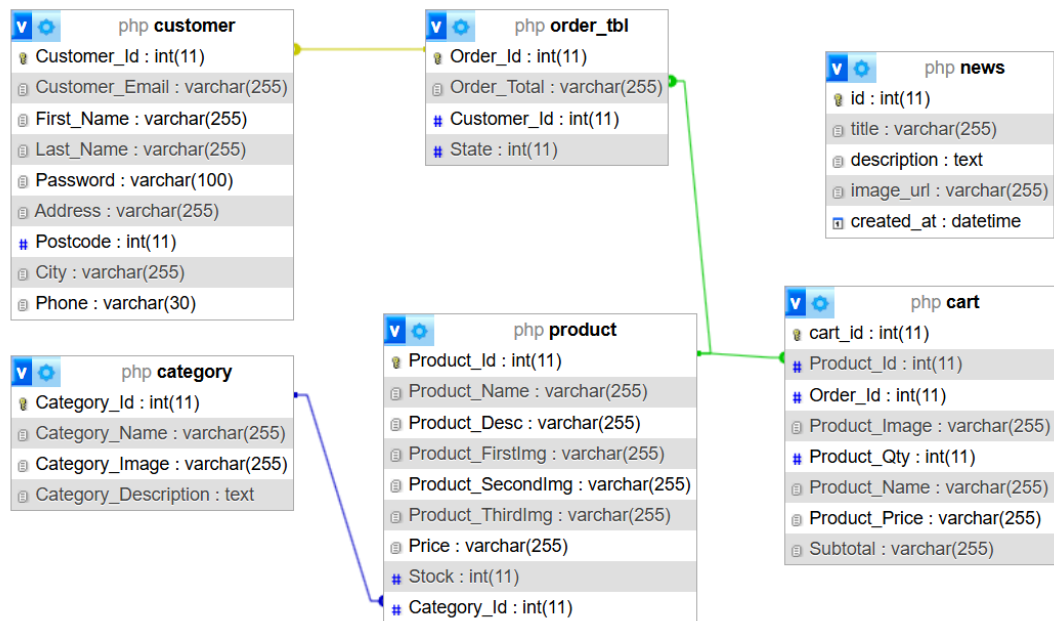 php customer
Customer_Id : int(11)
Customer_Email : varchar(255)
First_Name : varchar(255)
Last_Name : varchar(255)
Password : varchar(100)
Address : varchar(255)
Postcode : int(11)
City : varchar(255)
Phone : varchar(30)
php order_tbl
Order_Id : int(11)
Order_Total : varchar(255)
Customer_Id : int(11)
State : int(11)
php news
id : int(11)
title : varchar(255)
description : text
image_url : varchar(255)
created_at : datetime
php category
Category_Id : int(11)
Category_Name : varchar(255)
Category_Image : varchar(255)
Category_Description : text
php product
Product_Id : int(11)
Product_Name : varchar(255)
Product_Desc : varchar(255)
Product_FirstImg : varchar(255)
Product_SecondImg : varchar(255)
Product_ThirdImg : varchar(255)
Price : varchar(255)
Stock : int(11)
Category_Id : int(11)
php cart
cart_id : int(11)
Product_Id : int(11)
Order_Id : int(11)
Product_Image : varchar(255)
Product_Qty : int(11)
Product_Name : varchar(255)
Product_Price : varchar(255)
Subtotal : varchar(255)